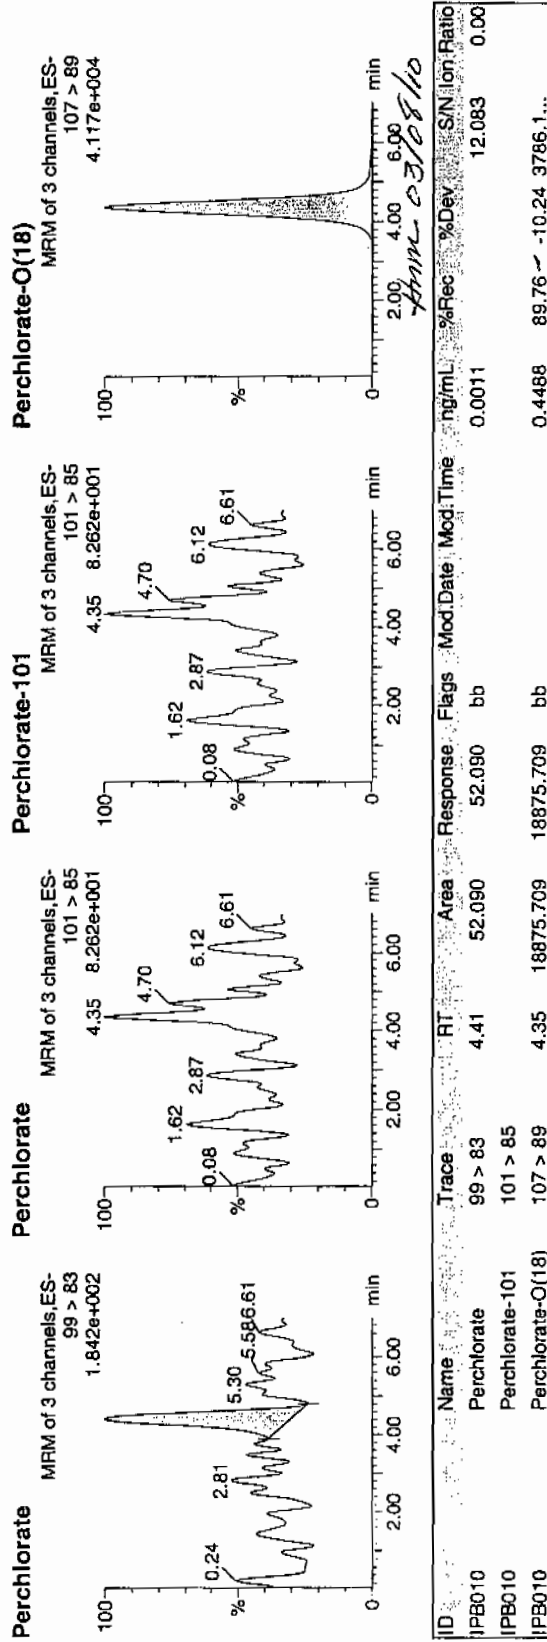 Perchlorate
MRM of 3 channels,ES-
99 > 83
1.842e+002
100
%
0
0.24
2.81
5.30
5.58
6.61
2.00
4.00
6.00
min
Perchlorate
MRM of 3 channels,ES-
101 > 85
8.262e+001
100
%
0
0.08
1.62
2.87
4.35
4.70
6.12
6.61
2.00
4.00
6.00
min
Perchlorate-101
MRM of 3 channels,ES-
101 > 85
8.262e+001
100
%
0
0.08
1.62
2.87
4.35
4.70
6.12
6.61
2.00
4.00
6.00
min
Perchlorate-O(18)
MRM of 3 channels,ES-
107 > 89
4.117e+004
100
%
0
2.00
4.00
6.00
min
03/08/10
ID Name Trace RT Area Response Flags Mod.Date Mod.Time ng/mL %Rec %Dev S/N Ion Ratio
IPB010 Perchlorate 99 > 83 4.41 52.090 52.090 bb 0.0011 12.083 0.00
IPB010 Perchlorate-101 101 > 85
IPB010 Perchlorate-O(18) 107 > 89 4.35 18875.709 18875.709 bb 0.4488 89.76 -10.24 3786.1...